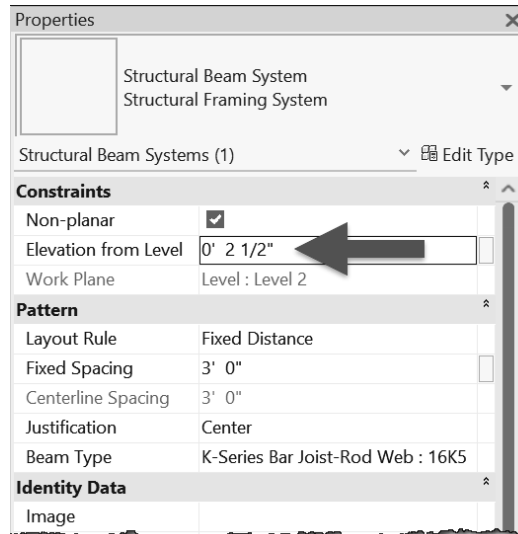 Properties
Structural Beam System
Structural Framing System
Structural Beam Systems (1) Edit Type
Constraints
Non-planar
Elevation from Level 0' 2 1/2"
Work Plane Level : Level 2
Pattern
Layout Rule Fixed Distance
Fixed Spacing 3' 0"
Centerline Spacing 3' 0"
Justification Center
Beam Type K-Series Bar Joist-Rod Web : 16K5
Identity Data
Image